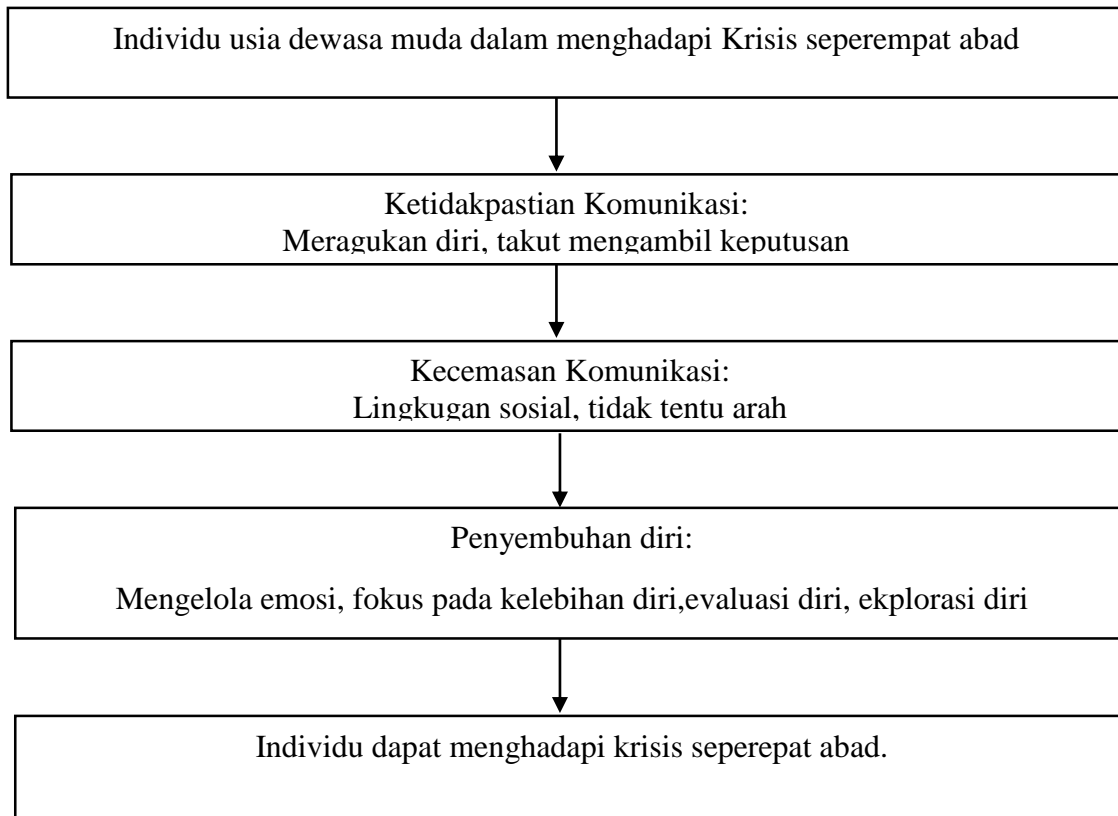 Individu usia dewasa muda dalam menghadapi Krisis seperempat abad
Ketidakpastian Komunikasi:
Meragukan diri, takut mengambil keputusan
Kecemasan Komunikasi:
Lingkugan sosial, tidak tentu arah
Penyembuhan diri:
Mengelola emosi, fokus pada kelebihan diri,evaluasi diri, ekplorasi diri
Individu dapat menghadapi krisis seperepat abad.